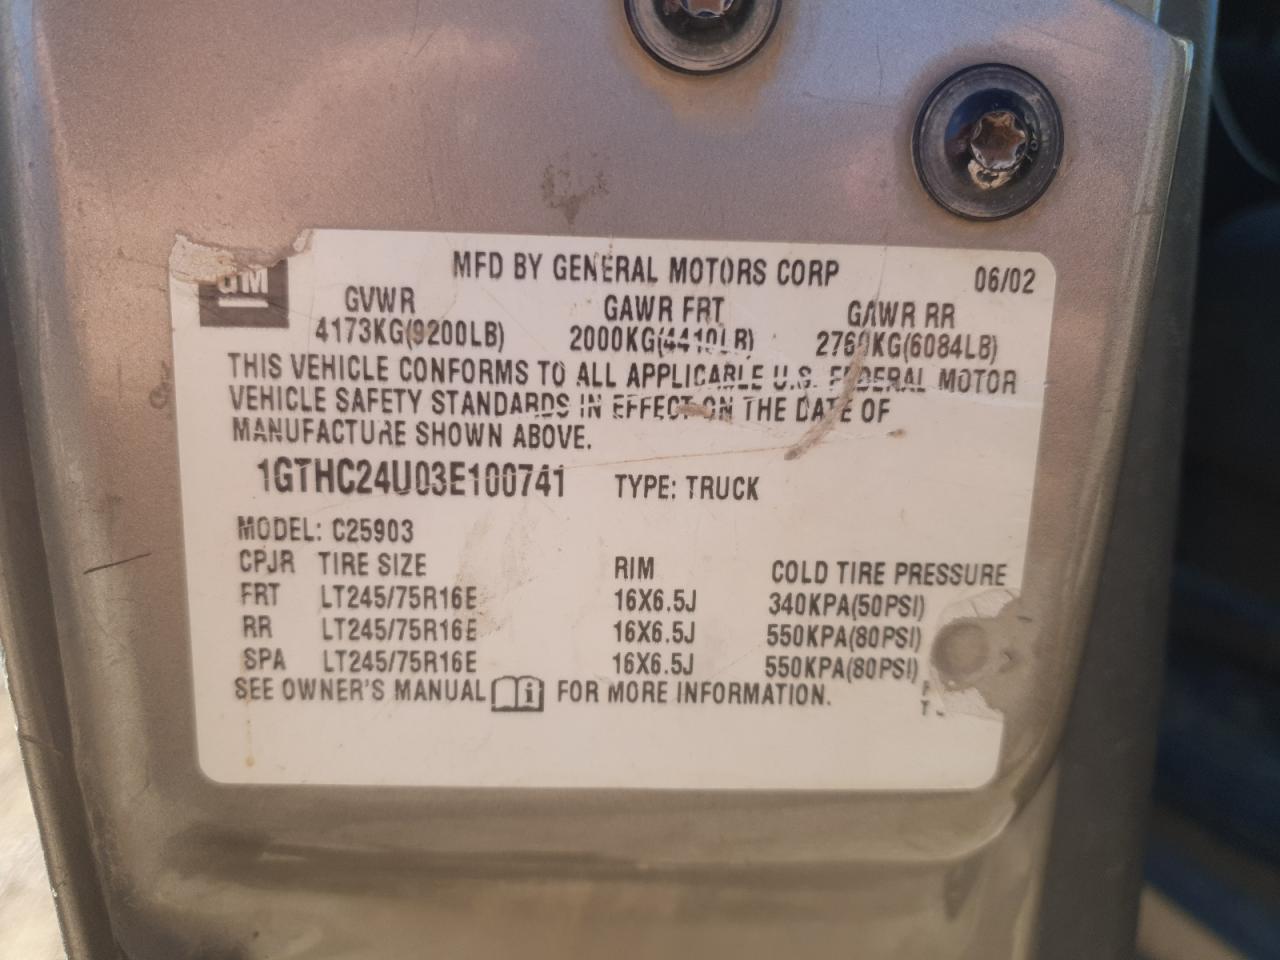 GM
MFD BY GENERAL MOTORS CORP 06/02
GVWR GAWR FRT GAWR RR
4173KG(9200LB) 2000KG(4410LB) 2760KG(6084LB)
THIS VEHICLE CONFORMS TO ALL APPLICABLE U.S. FEDERAL MOTOR
VEHICLE SAFETY STANDARDS IN EFFECT ON THE DATE OF
MANUFACTURE SHOWN ABOVE.
1GTHC24U03E100741 TYPE: TRUCK
MODEL: C25903
CPJR TIRE SIZE RIM COLD TIRE PRESSURE
FRT LT245/75R16E 16X6.5J 340KPA(50PSI)
RR LT245/75R16E 16X6.5J 550KPA(80PSI)
SPA LT245/75R16E 16X6.5J 550KPA(80PSI)
SEE OWNER'S MANUAL i FOR MORE INFORMATION.